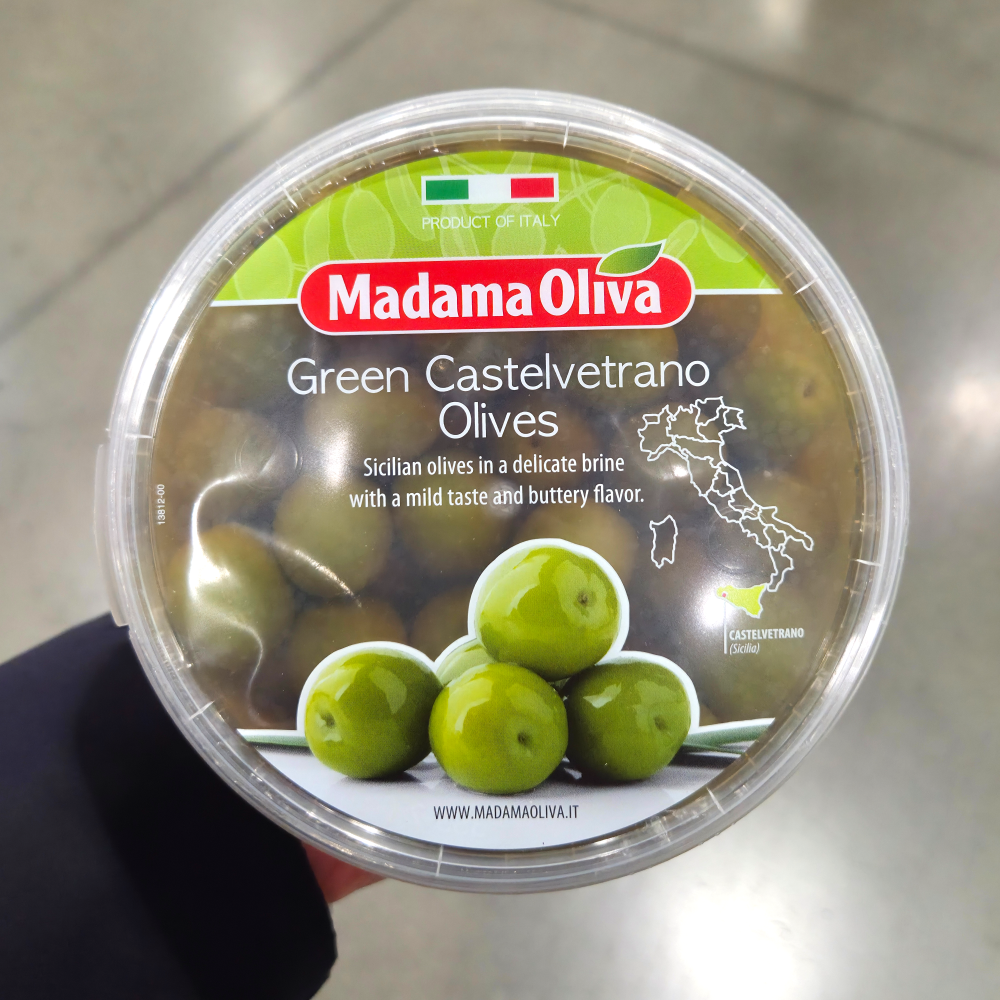 PRODUCT OF ITALY
Madama Oliva
Green Castelvetrano
Olives
Sicilian olives in a delicate brine
with a mild taste and buttery flavor.
13812-00
CASTELVETRANO
(Sicilia)
WWW.MADAMAOLIVA.IT